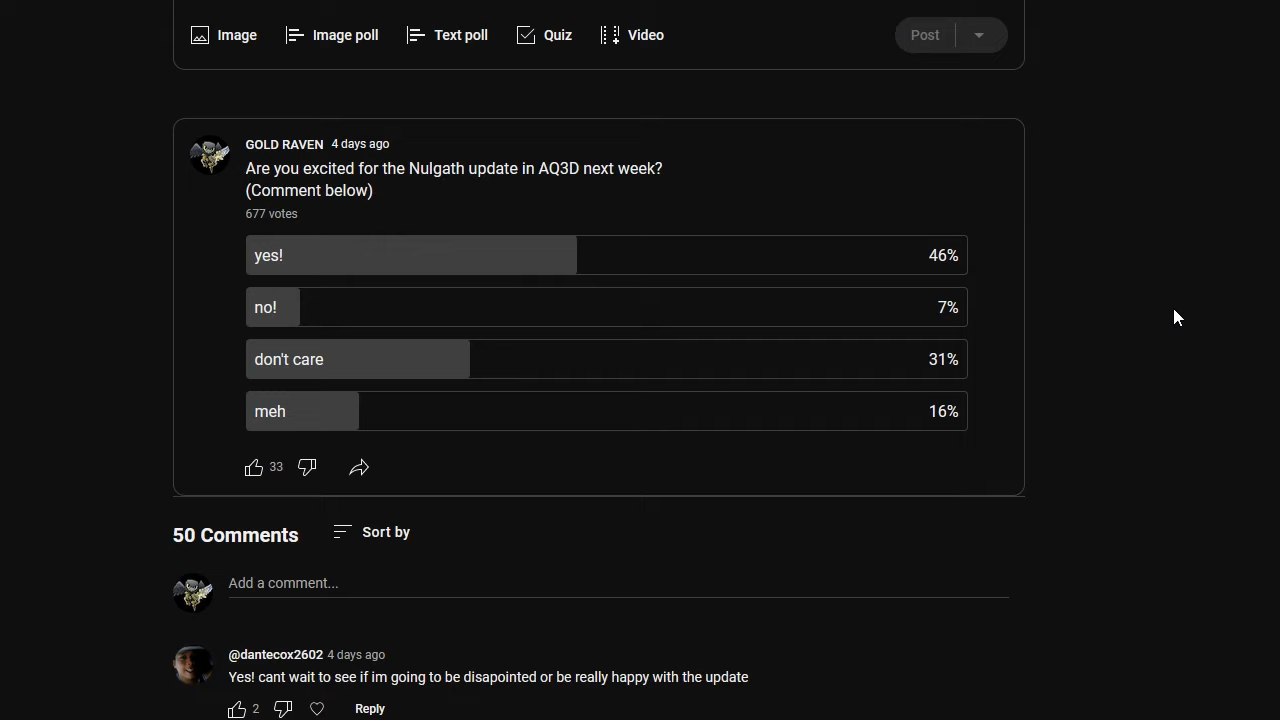 Image Image poll Text poll Quiz Video Post
GOLD RAVEN 4 days ago
Are you excited for the Nulgath update in AQ3D next week?
(Comment below)
677 votes
yes! 46%
no! 7%
don't care 31%
meh 16%
33
50 Comments Sort by
Add a comment...
@dantecox2602 4 days ago
Yes! cant wait to see if im going to be disapointed or be really happy with the update
2 Reply